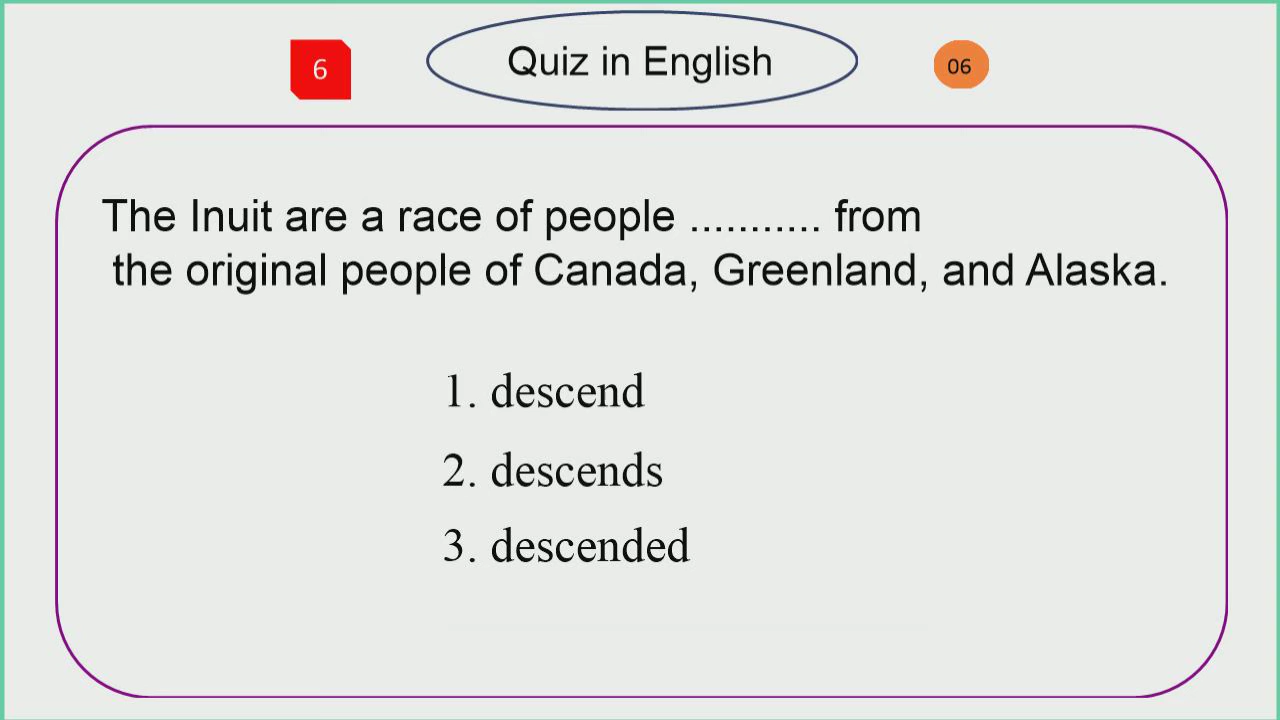 6
Quiz in English
06
The Inuit are a race of people ........... from
the original people of Canada, Greenland, and Alaska.
1. descend
2. descends
3. descended